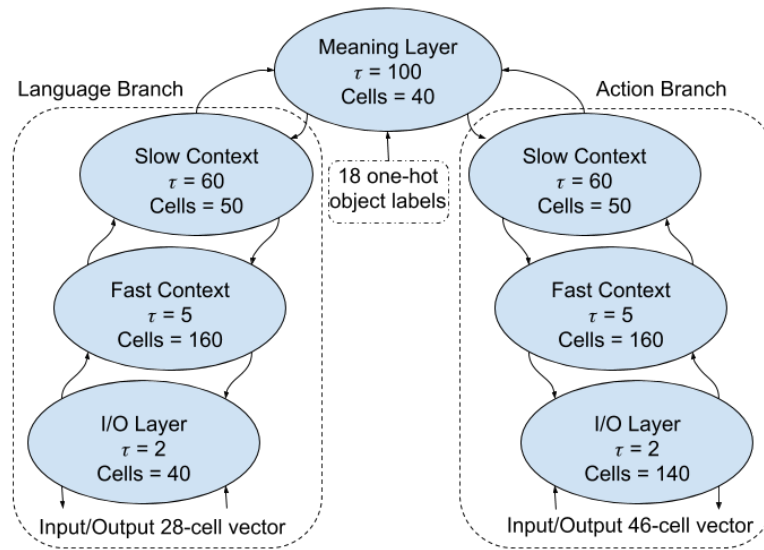 Meaning Layer
τ = 100
Cells = 40
Language Branch
Action Branch
Slow Context
τ = 60
Cells = 50
18 one-hot
object labels
Slow Context
τ = 60
Cells = 50
Fast Context
τ = 5
Cells = 160
Fast Context
τ = 5
Cells = 160
I/O Layer
τ = 2
Cells = 40
I/O Layer
τ = 2
Cells = 140
Input/Output 28-cell vector
Input/Output 46-cell vector